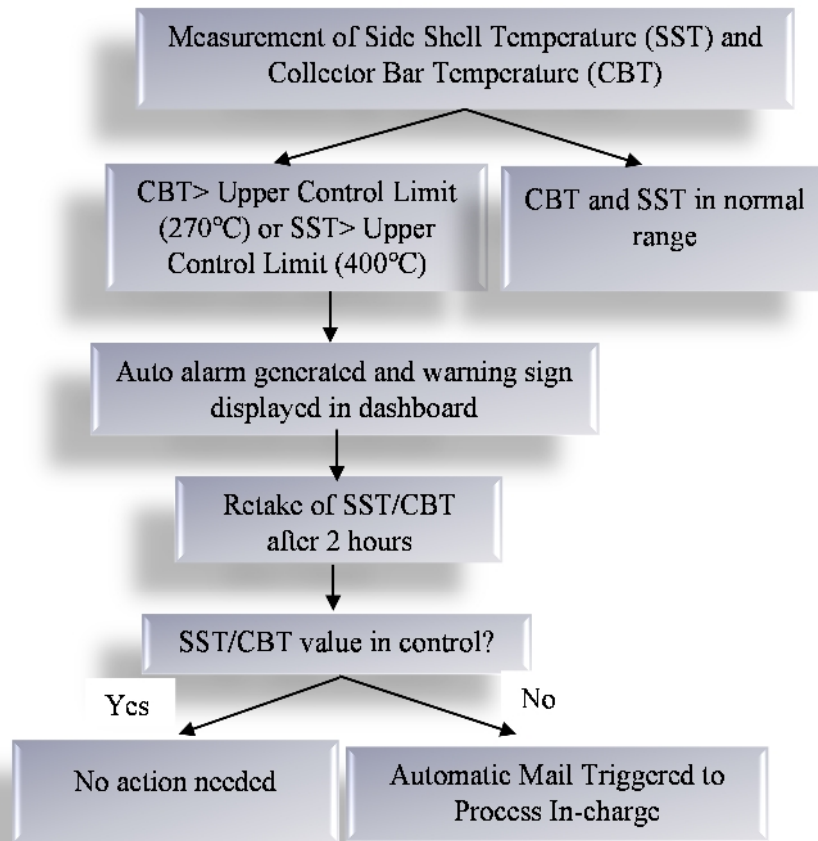 Measurement of Side Shell Temperature (SST) and
Collector Bar Temperature (CBT)
CBT> Upper Control Limit
(270°C) or SST> Upper
Control Limit (400°C)
CBT and SST in normal
range
Auto alarm generated and warning sign
displayed in dashboard
Retake of SST/CBT
after 2 hours
SST/CBT value in control?
Yes
No
No action needed
Automatic Mail Triggered to
Process In-charge